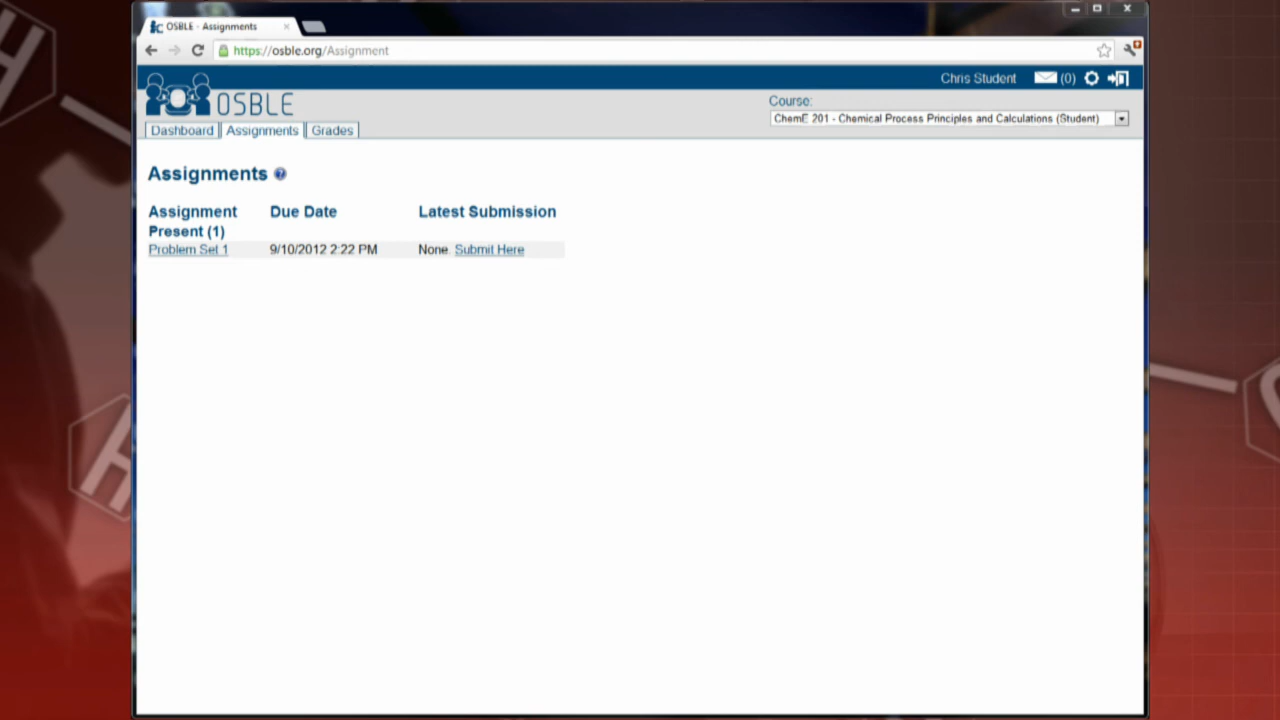 OSBLE - Assignments
https://osble.org/Assignment
Chris Student (0)
OSBLE
Course:
ChemE 201 - Chemical Process Principles and Calculations (Student)
Dashboard Assignments Grades
Assignments
Assignment Due Date Latest Submission
Present (1)
Problem Set 1 9/10/2012 2:22 PM None. Submit Here
H
H